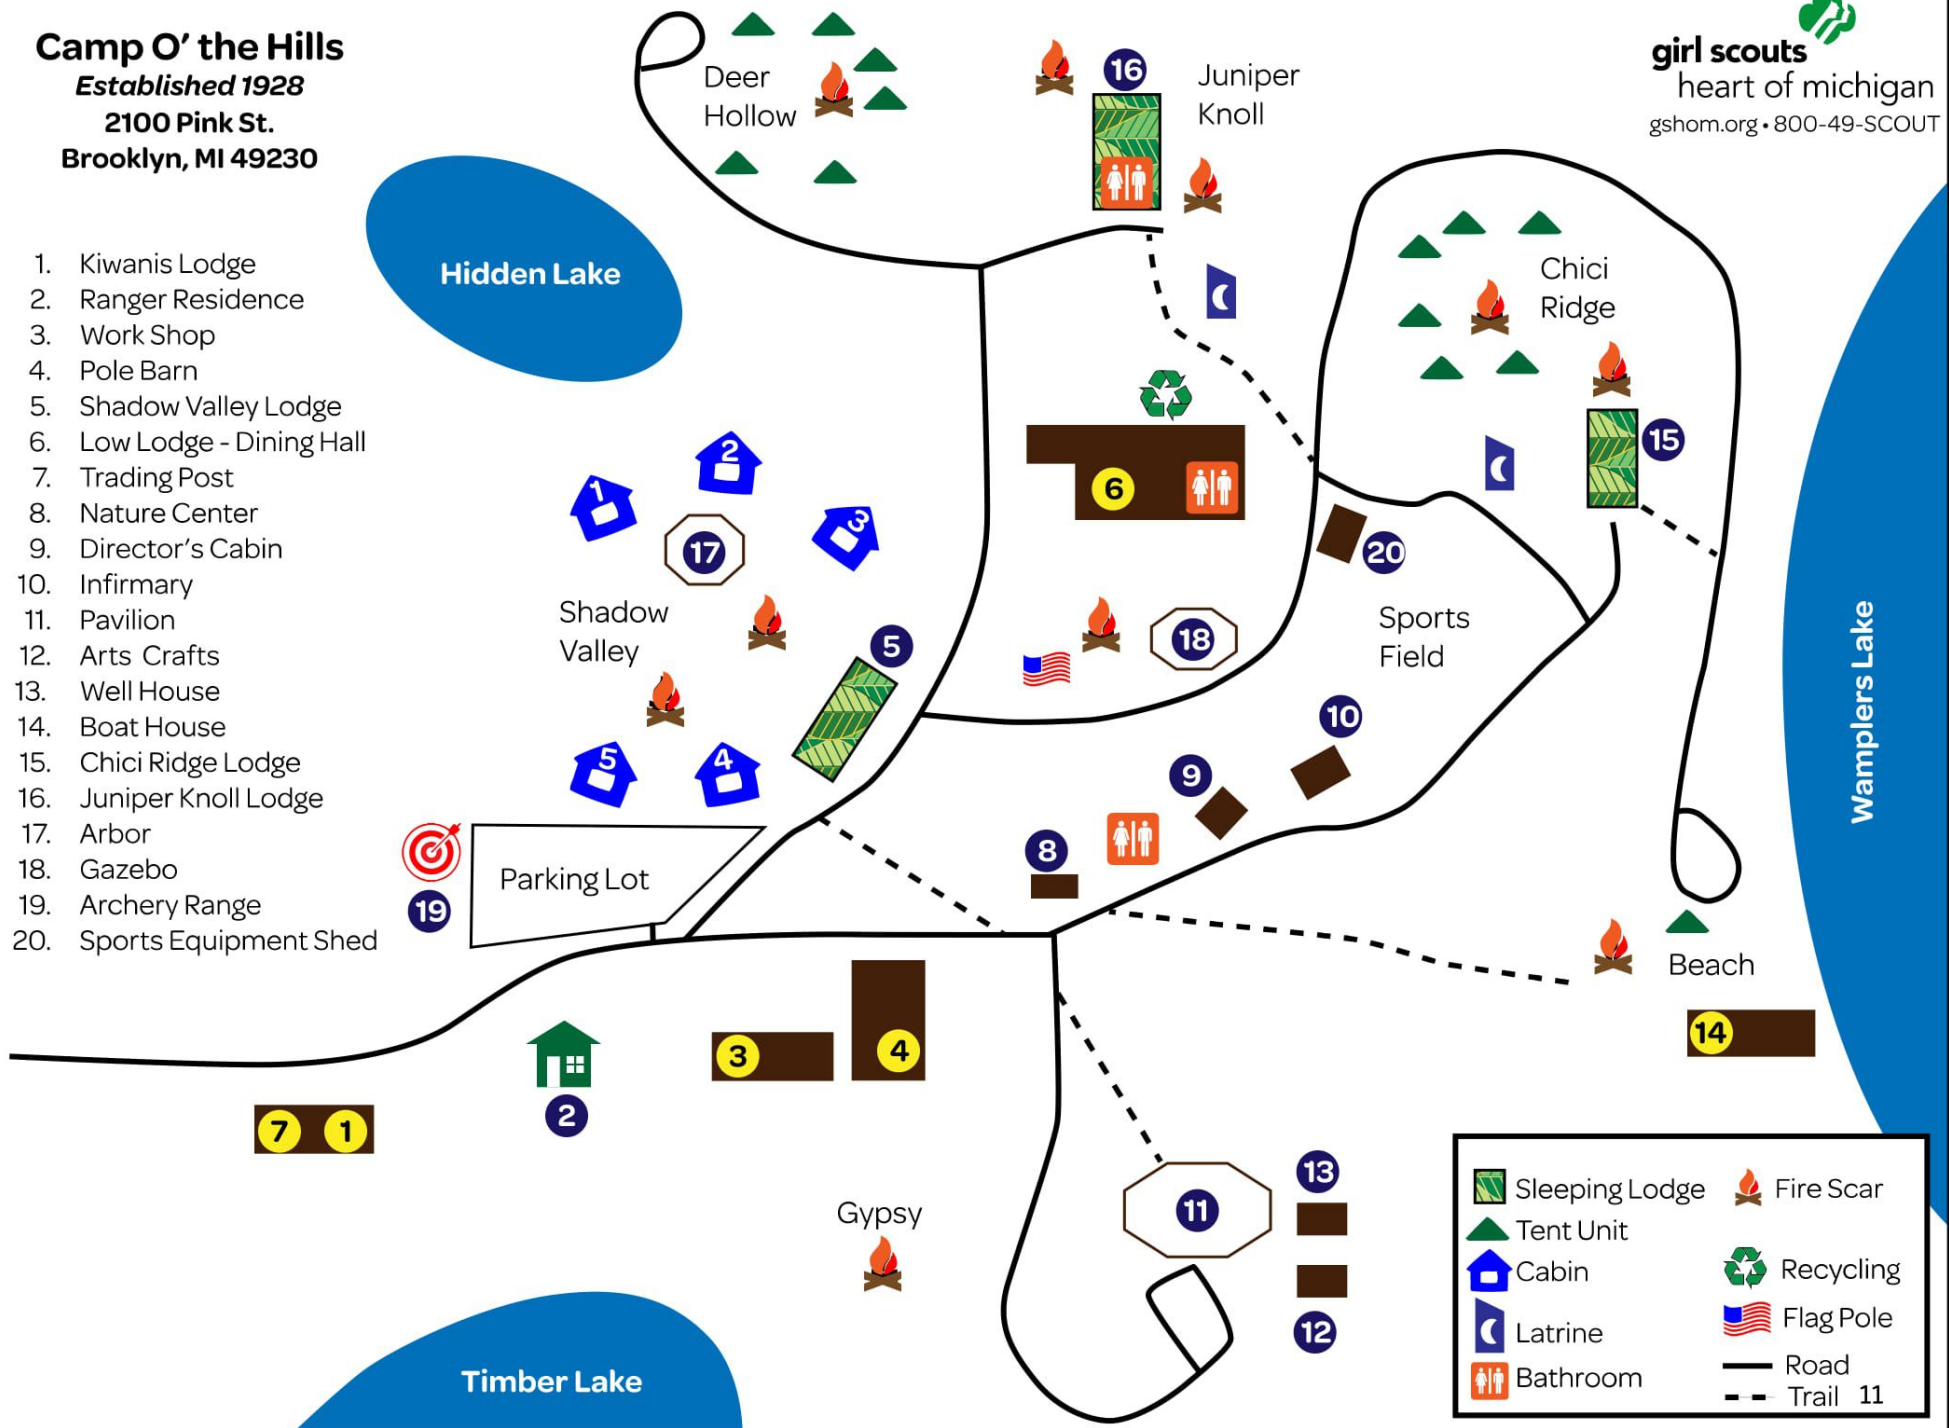 Camp O' the Hills
Established 1928
2100 Pink St.
Brooklyn, MI 49230
girl scouts
heart of michigan
gshom.org • 800-49-SCOUT
1. Kiwanis Lodge
2. Ranger Residence
3. Work Shop
4. Pole Barn
5. Shadow Valley Lodge
6. Low Lodge - Dining Hall
7. Trading Post
8. Nature Center
9. Director's Cabin
10. Infirmary
11. Pavilion
12. Arts Crafts
13. Well House
14. Boat House
15. Chici Ridge Lodge
16. Juniper Knoll Lodge
17. Arbor
18. Gazebo
19. Archery Range
20. Sports Equipment Shed
Deer
Hollow
16
Juniper
Knoll
Hidden Lake
Chici
Ridge
15
6
20
1
2
3
17
Shadow
Valley
5
18
Sports
Field
5
4
10
9
8
Wamplers Lake
Parking Lot
19
Beach
14
3
4
2
7
1
Gypsy
11
13
12
Timber Lake
Sleeping Lodge
Fire Scar
Tent Unit
Cabin
Recycling
Latrine
Flag Pole
Bathroom
Road
Trail
11